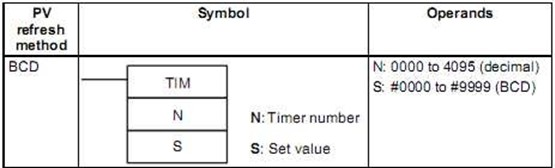 PV
refresh
method
Symbol
Operands
BCD
TIM
N
S
N: Timer number
S: Set value
N: 0000 to 4095 (decimal)
S: #0000 to #9999 (BCD)